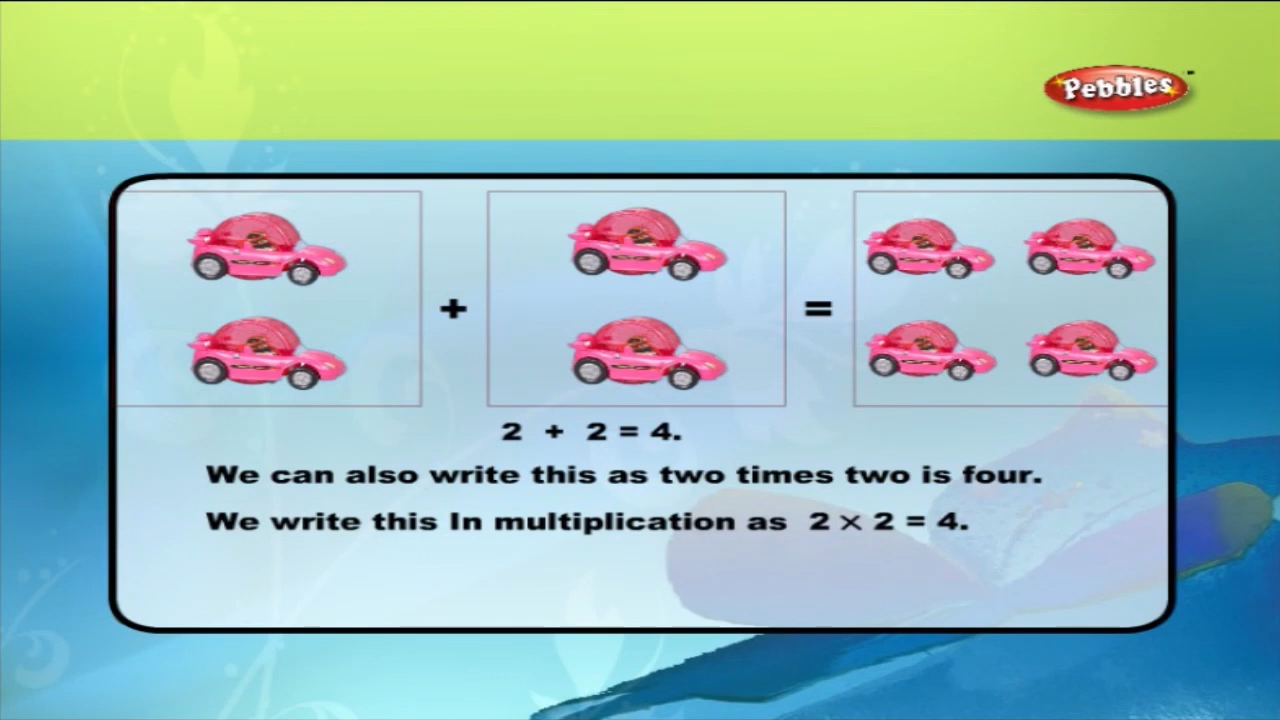 Pebbles
+ =
2 + 2 = 4.
We can also write this as two times two is four.
We write this In multiplication as 2 × 2 = 4.